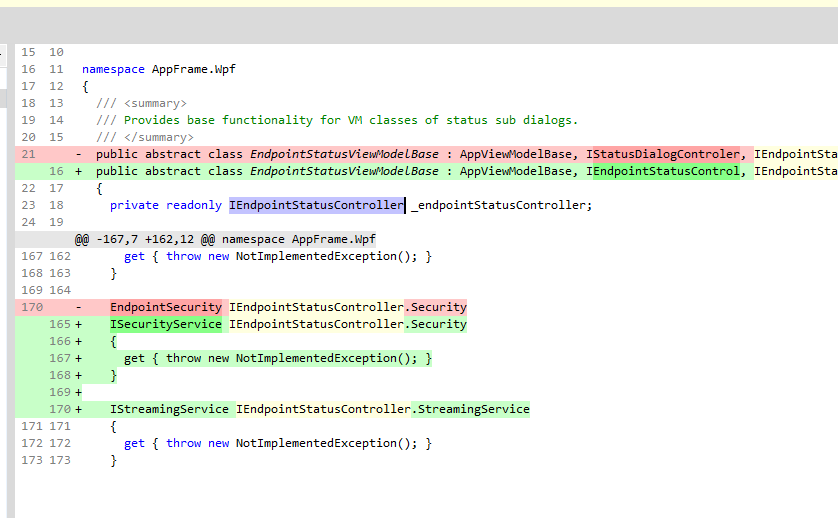 15 10
16 11 namespace AppFrame.Wpf
17 12 {
18 13 /// <summary>
19 14 /// Provides base functionality for VM classes of status sub dialogs.
20 15 /// </summary>
21 - public abstract class EndpointStatusViewModelBase : AppViewModelBase, IStatusDialogControler, IEndpointSta
16 + public abstract class EndpointStatusViewModelBase : AppViewModelBase, IEndpointStatusControl, IEndpointSta
22 17 {
23 18 private readonly IEndpointStatusController _endpointStatusController;
24 19
@@ -167,7 +162,12 @@ namespace AppFrame.Wpf
167 162 get { throw new NotImplementedException(); }
168 163 }
169 164
170 - EndpointSecurity IEndpointStatusController.Security
165 + ISecurityService IEndpointStatusController.Security
166 + {
167 + get { throw new NotImplementedException(); }
168 + }
169 +
170 + IStreamingService IEndpointStatusController.StreamingService
171 171 {
172 172 get { throw new NotImplementedException(); }
173 173 }